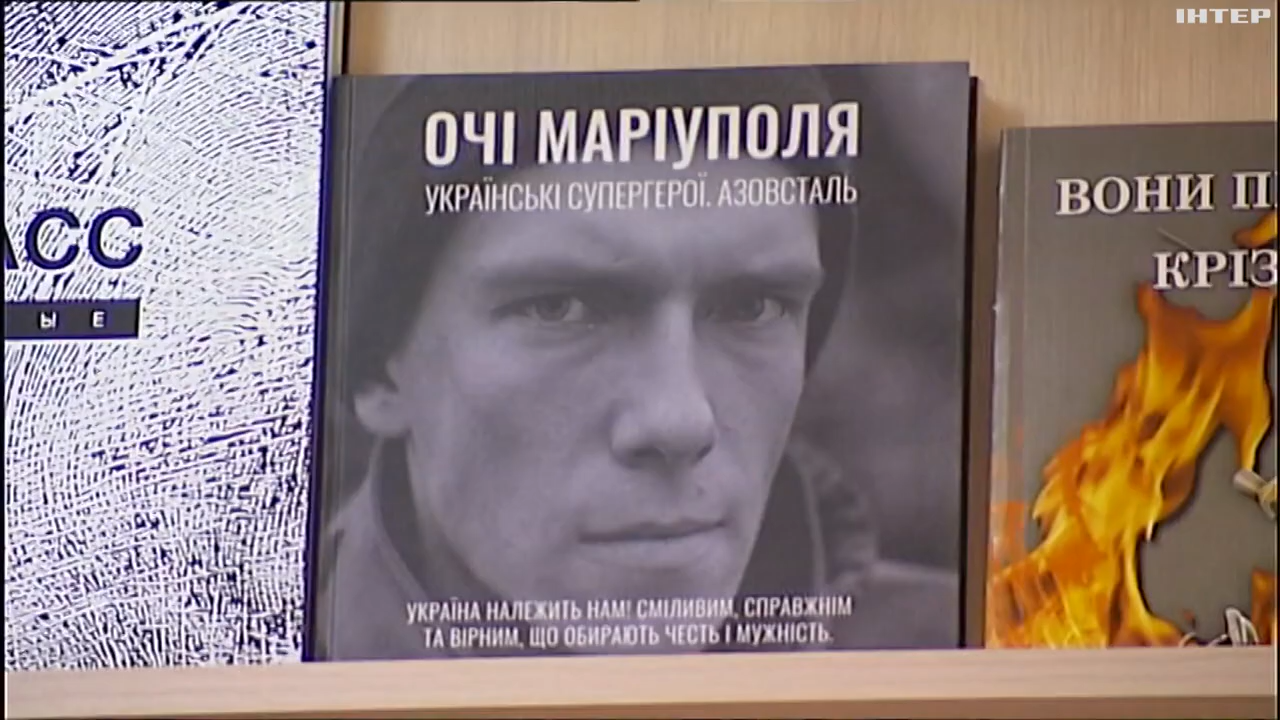 ІНТЕР
ОЧІ МАРІУПОЛЯ
УКРАЇНСЬКІ СУПЕРГЕРОЇ. АЗОВСТАЛЬ
УКРАЇНА НАЛЕЖИТЬ НАМ! СМІЛИВИМ, СПРАВЖНІМ
ТА ВІРНИМ, ЩО ОБИРАЮТЬ ЧЕСТЬ І МУЖНІСТЬ.
ВОНИ